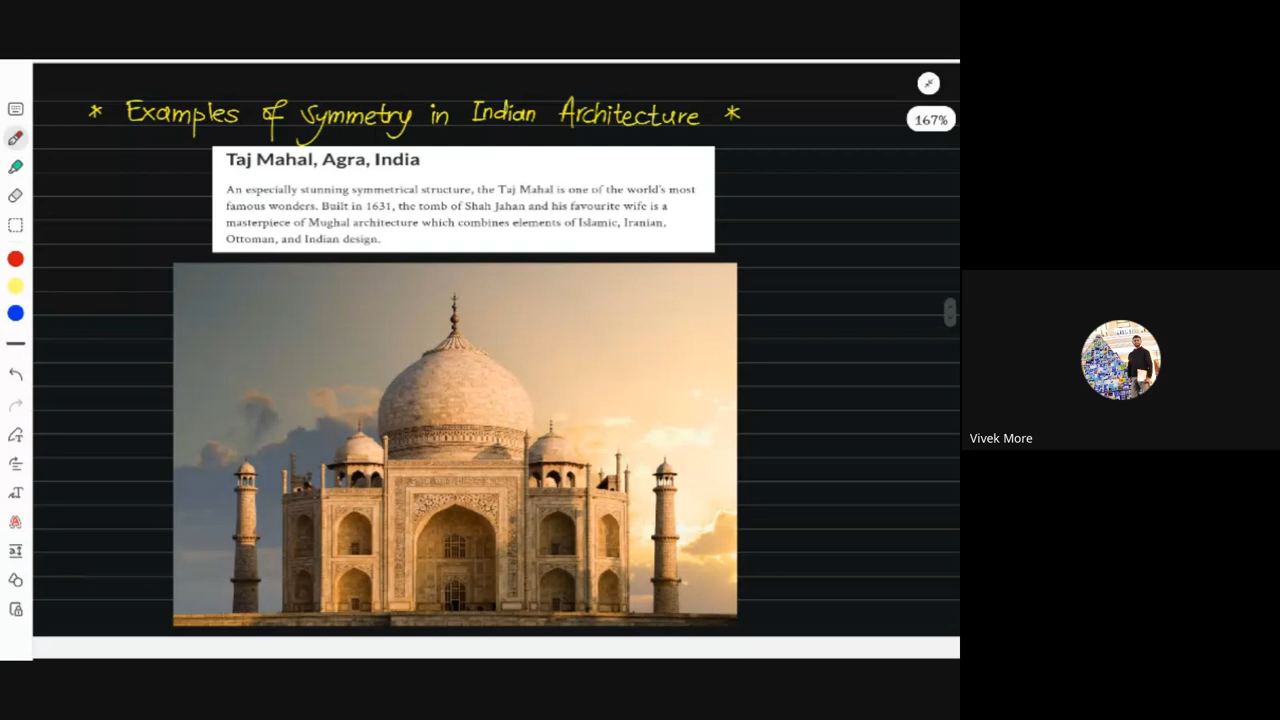 * Examples of Symmetry in Indian Architecture *
167%
Taj Mahal, Agra, India
An especially stunning symmetrical structure, the Taj Mahal is one of the world's most
famous wonders. Built in 1631, the tomb of Shah Jahan and his favourite wife is a
masterpiece of Mughal architecture which combines elements of Islamic, Iranian,
Ottoman, and Indian design.
Vivek More